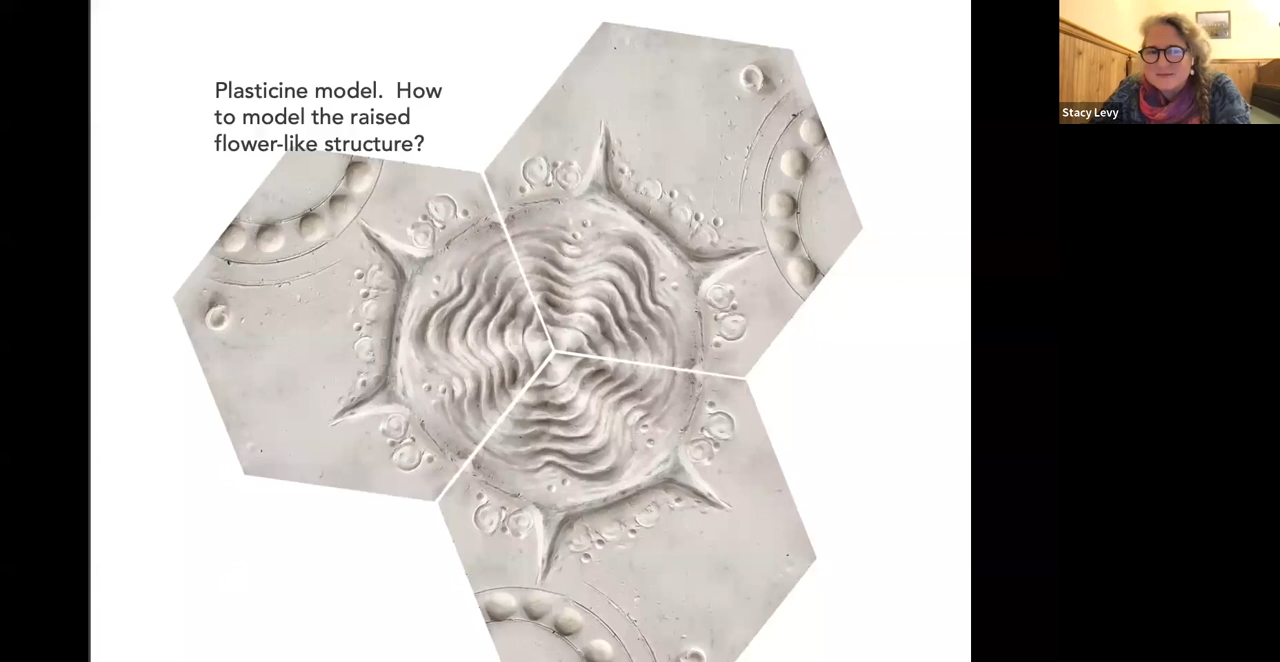 Plasticine model. How
to model the raised
flower-like structure?
Stacy Levy